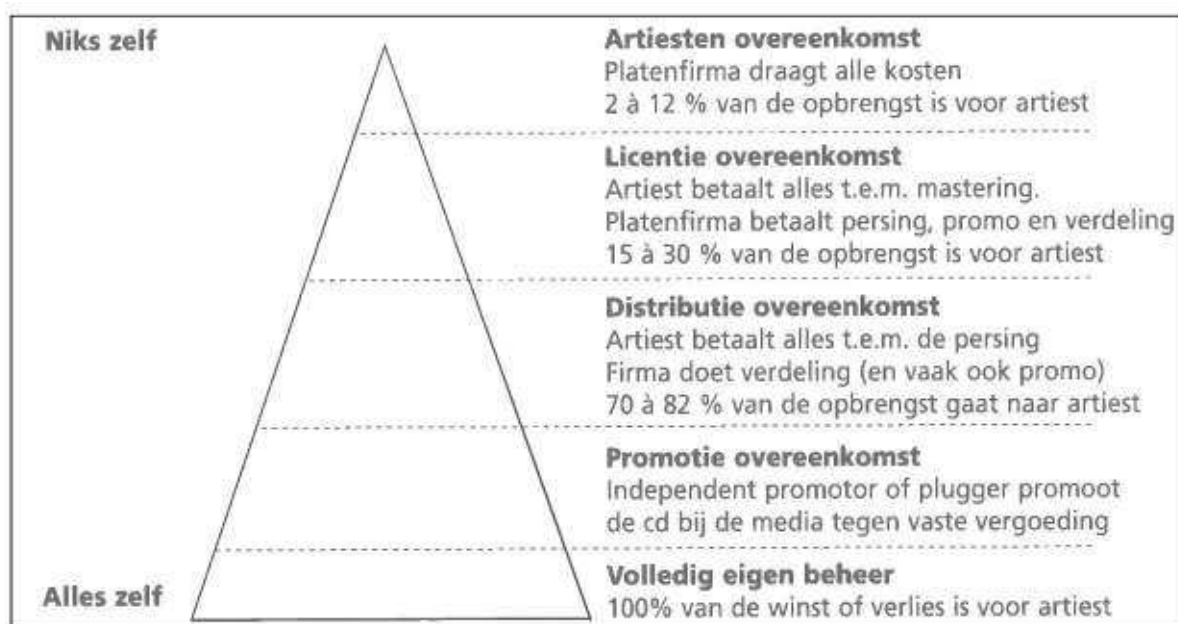 Niks zelf
Artiesten overeenkomst
Platenfirma draagt alle kosten
2 à 12 % van de opbrengst is voor artiest
Licentie overeenkomst
Artiest betaalt alles t.e.m. mastering.
Platenfirma betaalt persing, promo en verdeling
15 à 30 % van de opbrengst is voor artiest
Distributie overeenkomst
Artiest betaalt alles t.e.m. de persing
Firma doet verdeling (en vaak ook promo)
70 à 82 % van de opbrengst gaat naar artiest
Promotie overeenkomst
Independent promotor of plugger promoot
de cd bij de media tegen vaste vergoeding
Alles zelf
Volledig eigen beheer
100% van de winst of verlies is voor artiest